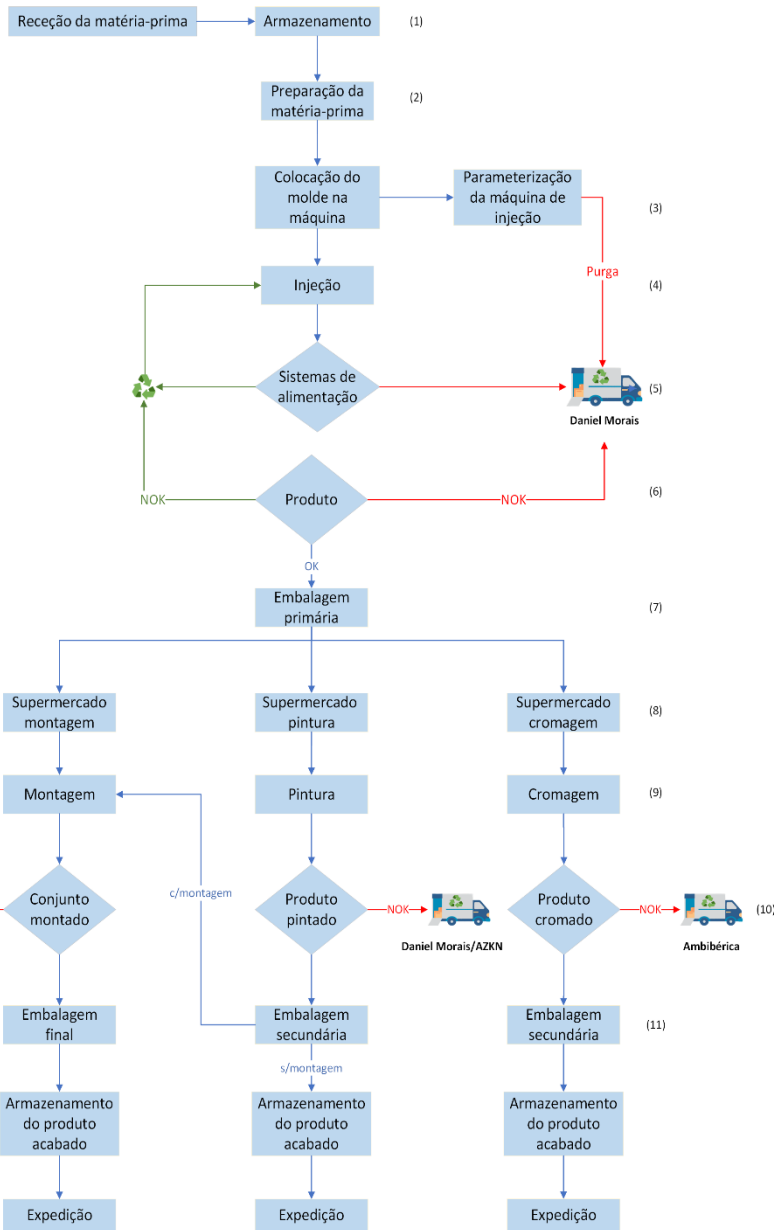 Receção da matéria-prima
Armazenamento
(1)
Preparação da
matéria-prima
(2)
Colocação do
molde na
máquina
Parameterização
da máquina de
injeção
(3)
Purga
Injeção
(4)
Sistemas de
alimentação
(5)
Daniel Morais
Produto
NOK
NOK
(6)
OK
Embalagem
primária
(7)
Supermercado
montagem
Supermercado
pintura
Supermercado
cromagem
(8)
Montagem
Pintura
Cromagem
(9)
c/montagem
Conjunto
montado
Produto
pintado
NOK
Daniel Morais/AZKN
Produto
cromado
NOK
Ambibérica
(10)
Embalagem
final
Embalagem
secundária
Embalagem
secundária
(11)
s/montagem
Armazenamento
do produto
acabado
Armazenamento
do produto
acabado
Armazenamento
do produto
acabado
Expedição
Expedição
Expedição